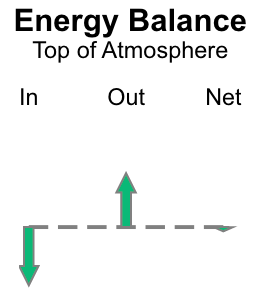 Energy Balance
Top of Atmosphere
In Out Net